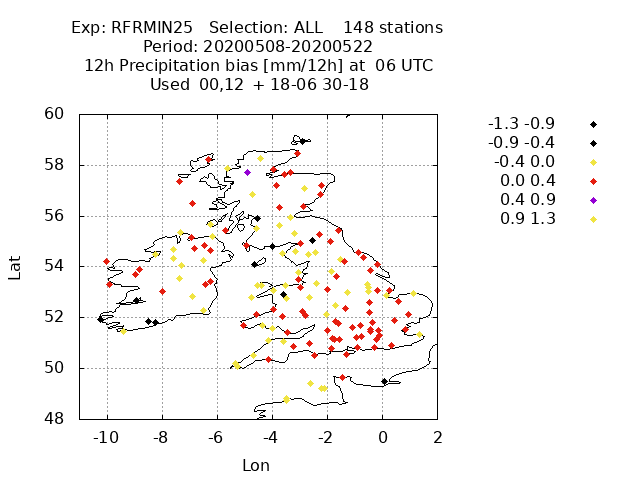 Exp: RFRMIN25 Selection: ALL 148 stations
Period: 20200508-20200522
12h Precipitation bias [mm/12h] at 06 UTC
Used 00,12 + 18-06 30-18
-1.3 -0.9
-0.9 -0.4
-0.4 0.0
0.0 0.4
0.4 0.9
0.9 1.3
60
58
56
54
52
50
48
Lat
-10 -8 -6 -4 -2 0 2
Lon